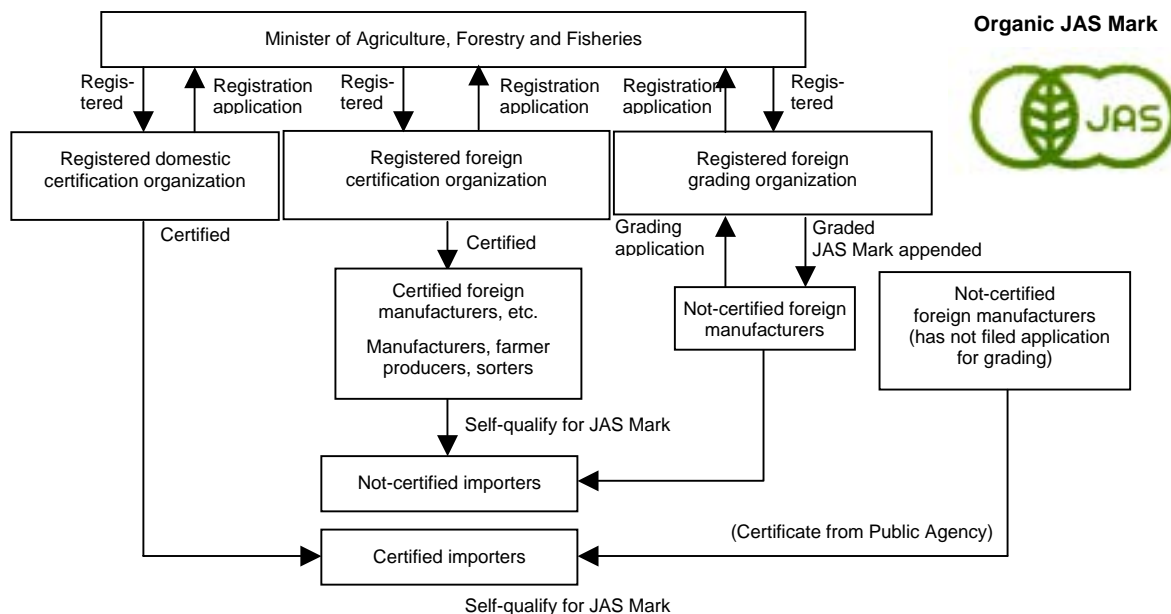 Organic JAS Mark
Minister of Agriculture, Forestry and Fisheries
Regis-
tered
Registration
application
Regis-
tered
Registration
application
Registration
application
Regis-
tered
JAS
Registered domestic
certification organization
Registered foreign
certification organization
Registered foreign
grading organization
Certified
Certified
Grading
application
Graded
JAS Mark appended
Certified foreign
manufacturers, etc.
Manufacturers, farmer
producers, sorters
Not-certified foreign
manufacturers
Not-certified
foreign manufacturers
(has not filed application
for grading)
Self-qualify for JAS Mark
Not-certified importers
(Certificate from Public Agency)
Certified importers
Self-qualify for JAS Mark